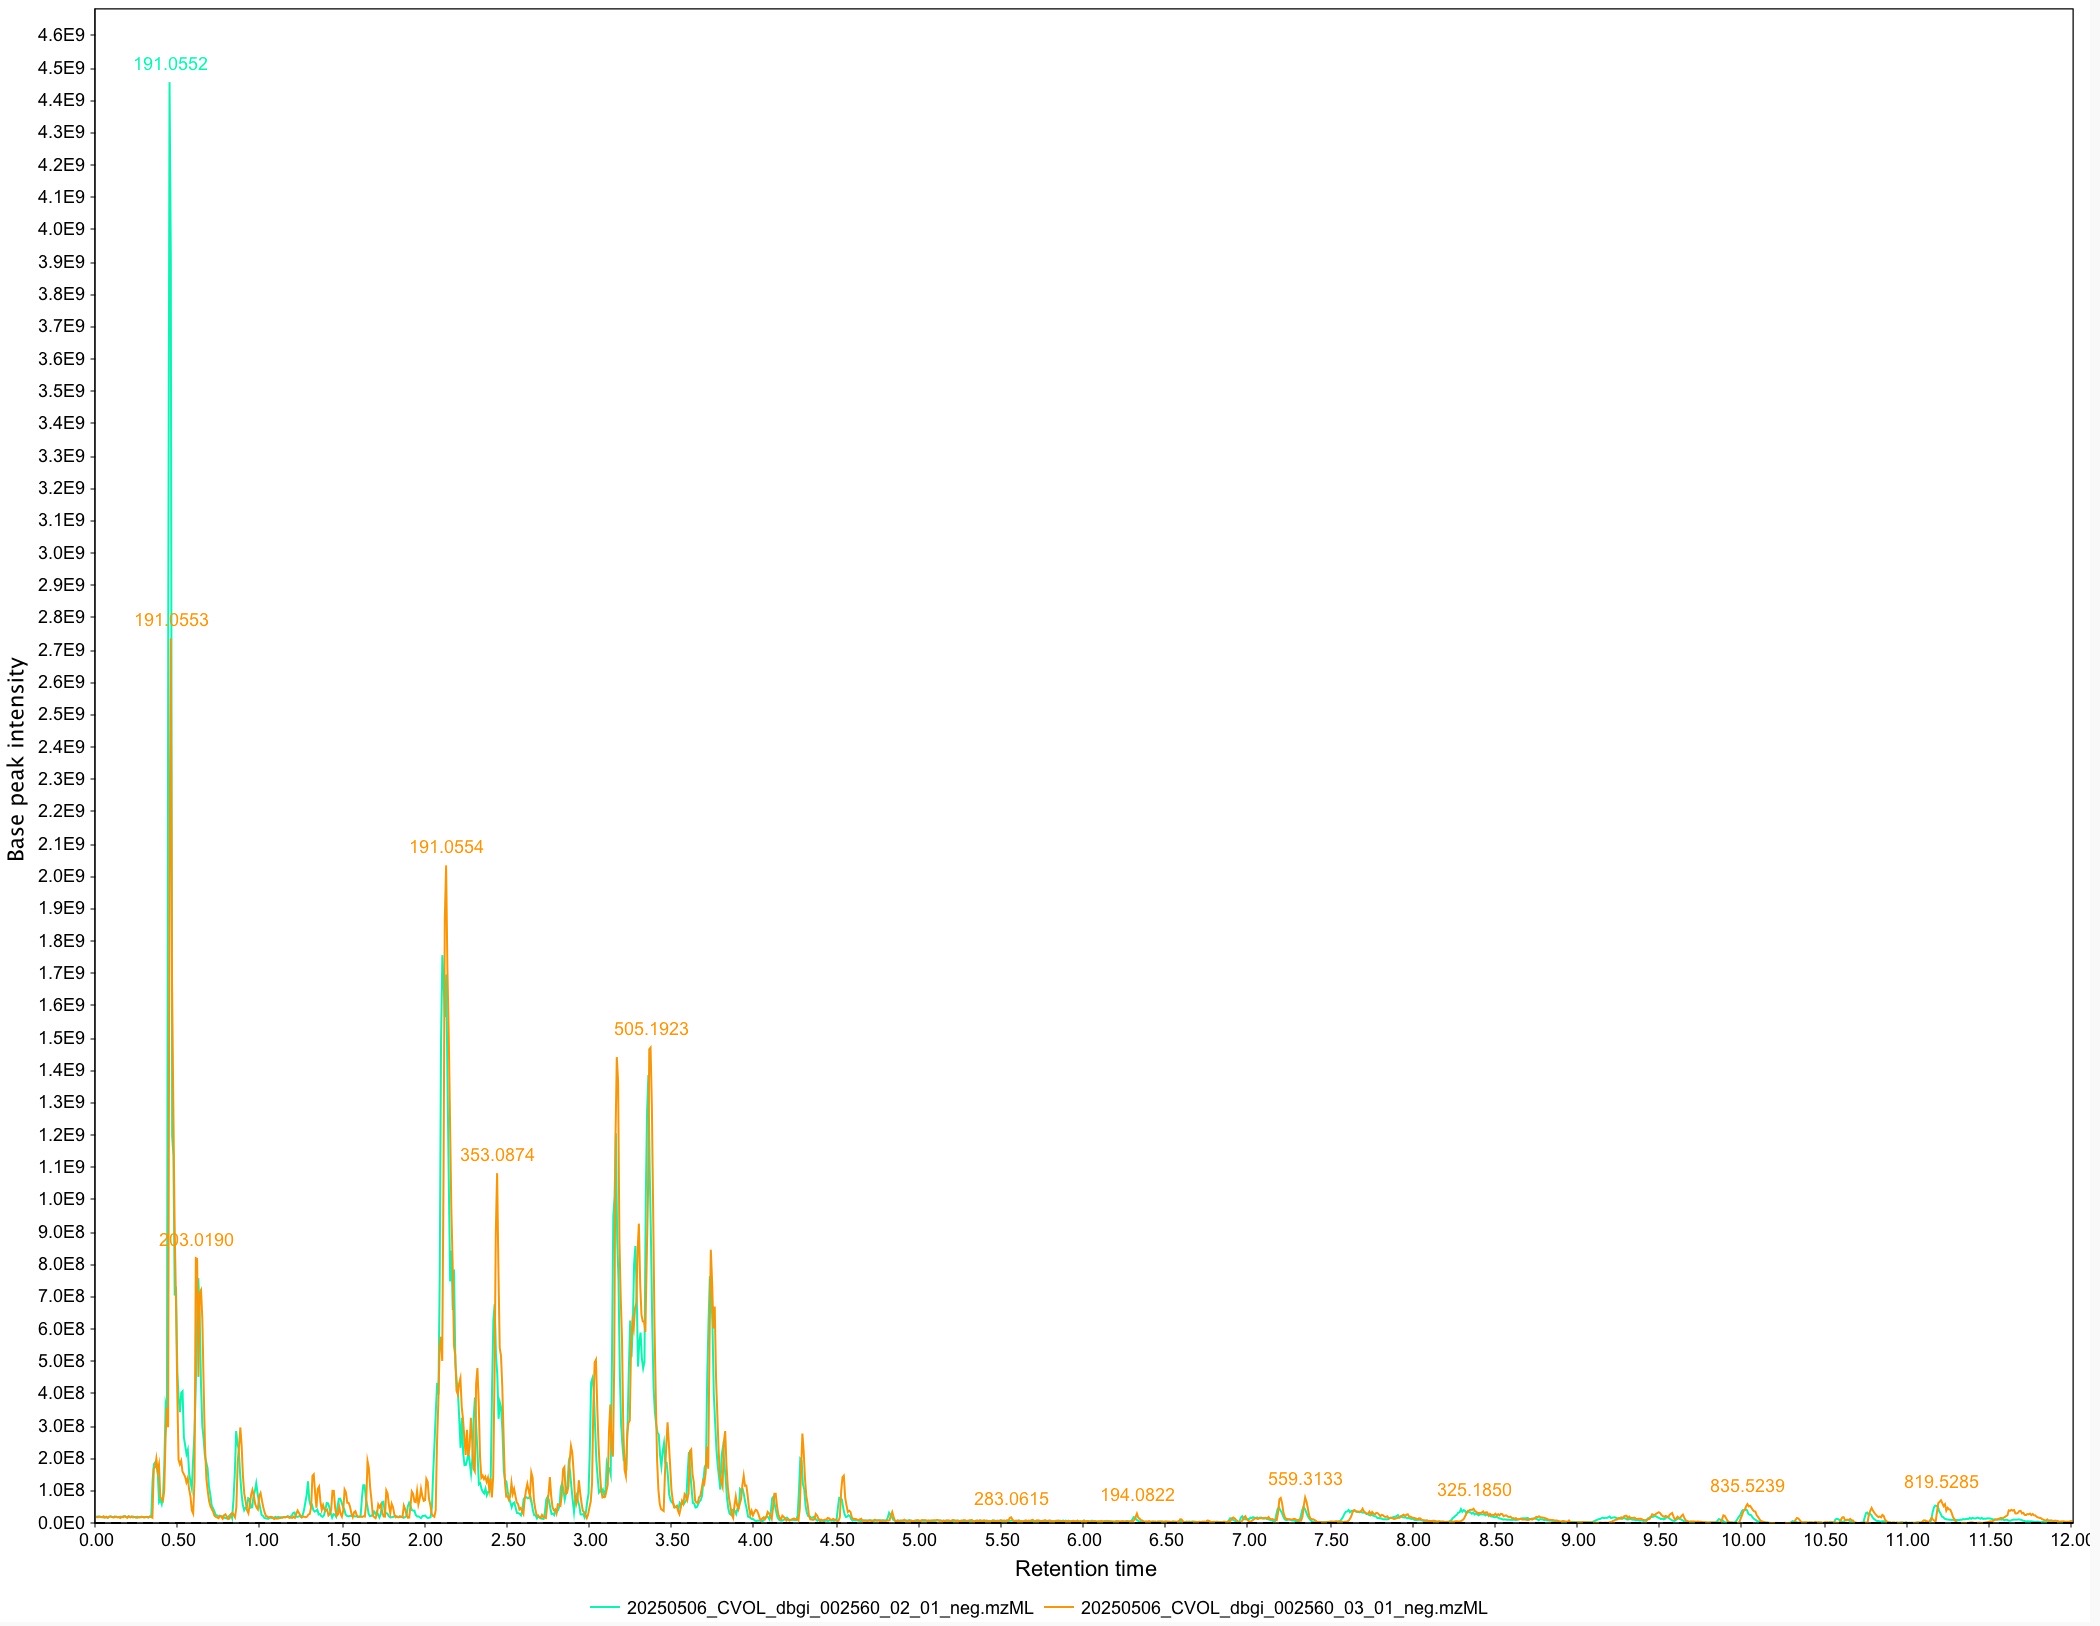 4.6E9
191.0552
4.5E9
4.4E9
4.3E9
4.2E9
4.1E9
4.0E9
3.9E9
3.8E9
3.7E9
3.6E9
3.5E9
3.4E9
3.3E9
3.2E9
3.1E9
3.0E9
2.9E9
191.0553
2.8E9
2.7E9
2.6E9
2.5E9
2.4E9
2.3E9
2.2E9
2.1E9
191.0554
2.0E9
1.9E9
1.8E9
1.7E9
1.6E9
1.5E9
505.1923
1.4E9
1.3E9
1.2E9
353.0874
1.1E9
1.0E9
9.0E8
203.0190
8.0E8
7.0E8
6.0E8
5.0E8
4.0E8
3.0E8
2.0E8
1.0E8
283.0615 194.0822 559.3133 325.1850 835.5239 819.5285
0.0E0
Base peak intensity
0.00 0.50 1.00 1.50 2.00 2.50 3.00 3.50 4.00 4.50 5.00 5.50 6.00 6.50 7.00 7.50 8.00 8.50 9.00 9.50 10.00 10.50 11.00 11.50 12.00
Retention time
20250506_CVOL_dbgi_002560_02_01_neg.mzML 20250506_CVOL_dbgi_002560_03_01_neg.mzML